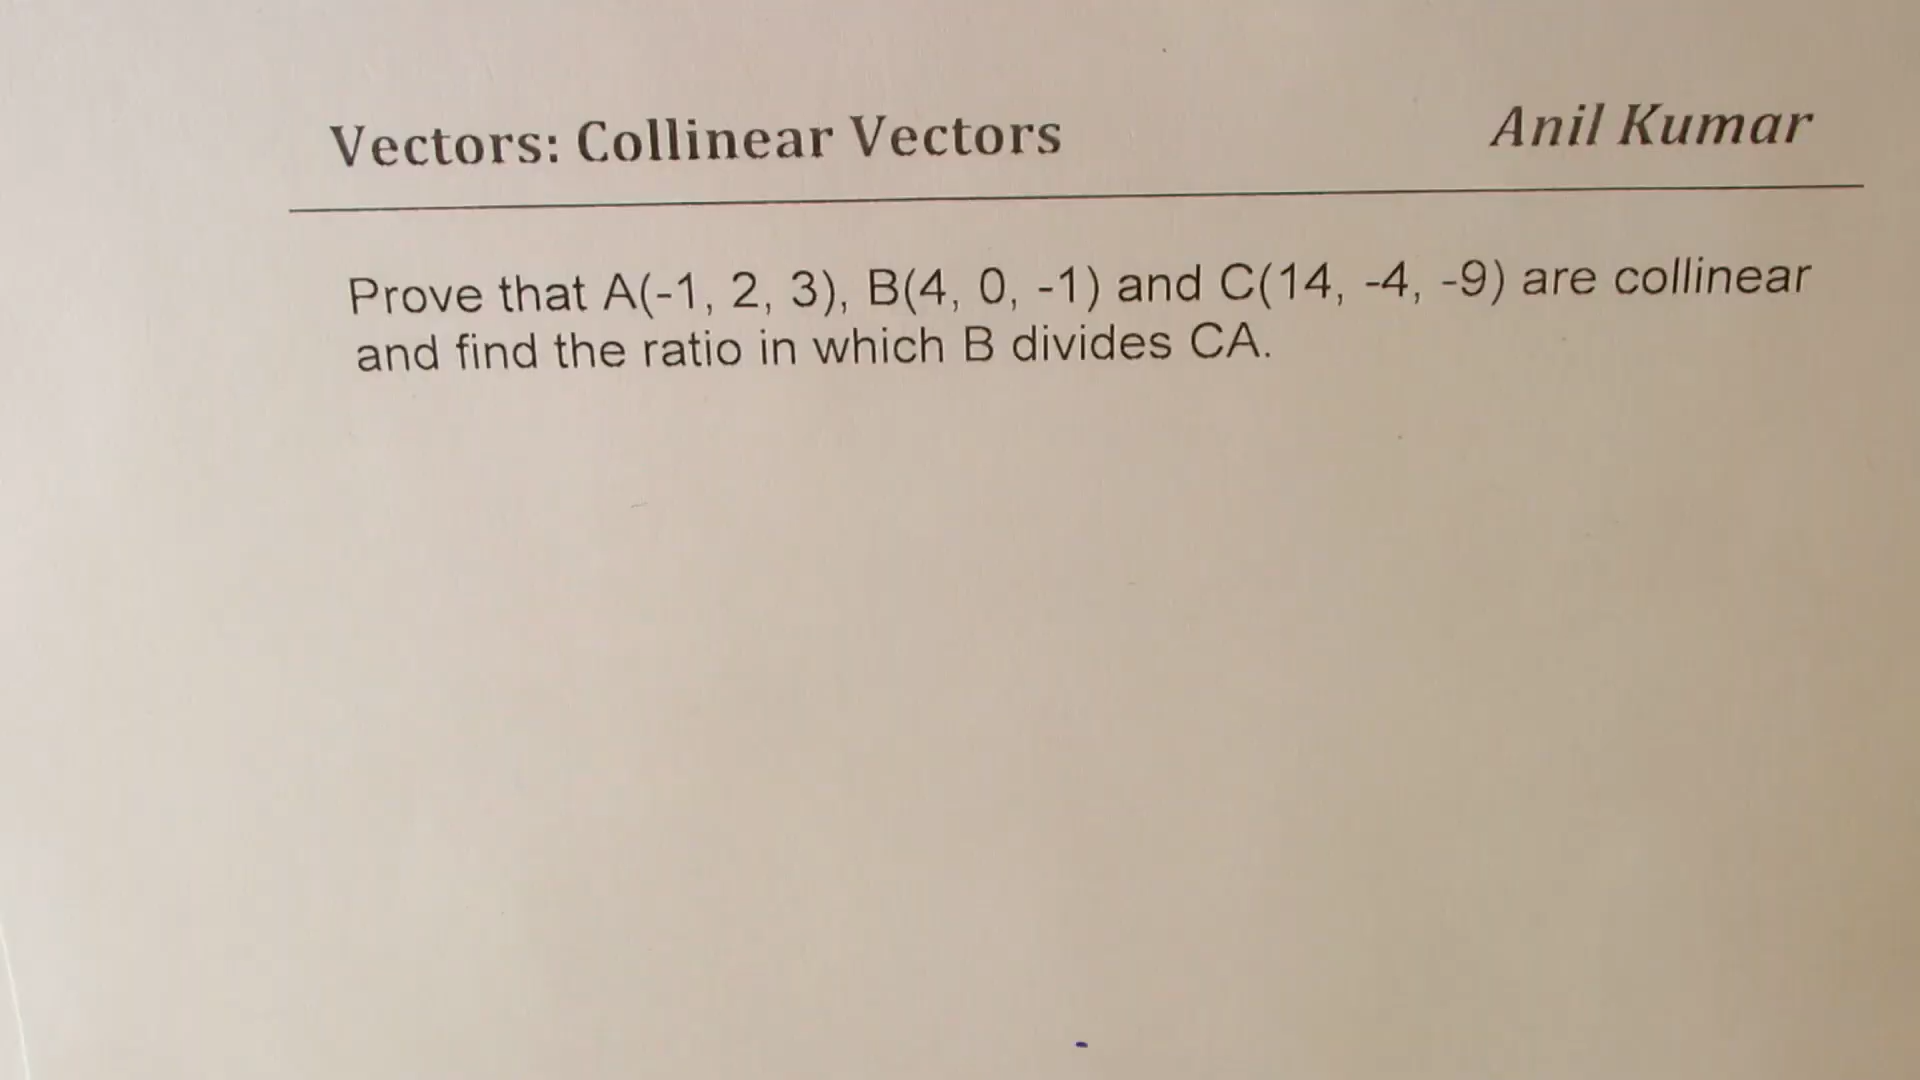 Vectors: Collinear Vectors
Anil Kumar
Prove that A(-1, 2, 3), B(4, 0, -1) and C(14, -4, -9) are collinear
and find the ratio in which B divides CA.